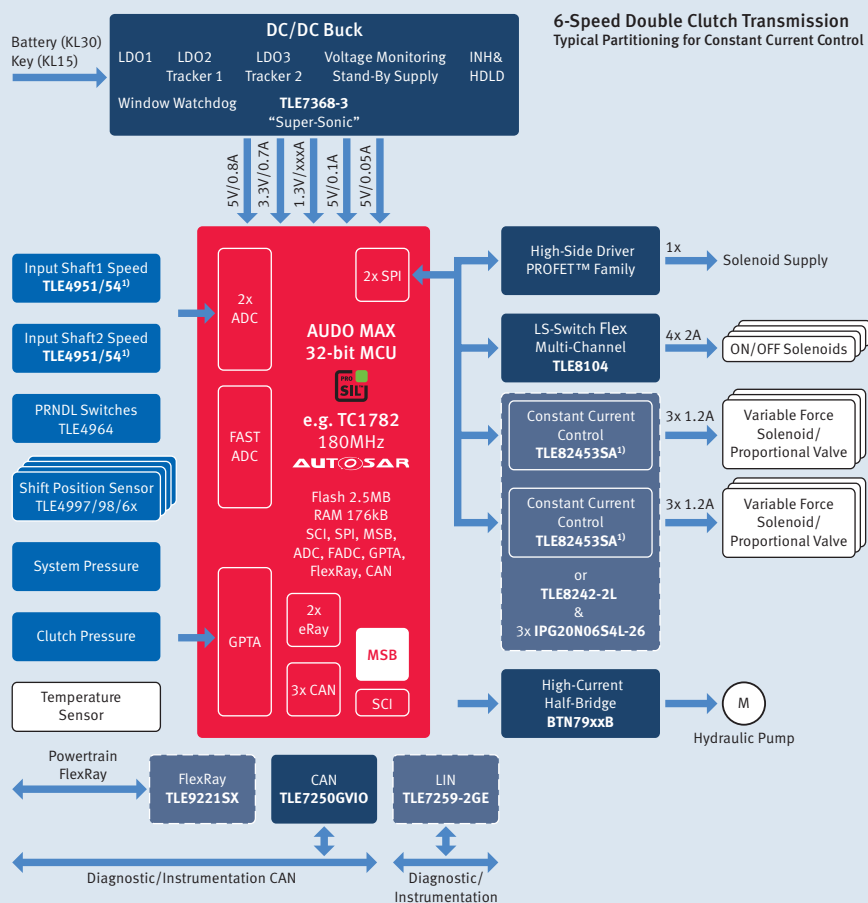 6-Speed Double Clutch Transmission
Typical Partitioning for Constant Current Control
Battery (KL30)
Key (KL15)
DC/DC Buck
LDO1
LDO2
Tracker 1
LDO3
Tracker 2
Voltage Monitoring
Stand-By Supply
INH&
HDLD
Window Watchdog
TLE7368-3
“Super-Sonic”
5V/0.8A
3.3V/0.7A
1.3V/xxxA
5V/0.1A
5V/0.05A
Input Shaft1 Speed
TLE4951/54¹⁾
Input Shaft2 Speed
TLE4951/54¹⁾
PRNDL Switches
TLE4964
Shift Position Sensor
TLE4997/98/6x
System Pressure
Clutch Pressure
Temperature
Sensor
2x
ADC
FAST
ADC
GPTA
2x SPI
AUDO MAX
32-bit MCU
PRO
SIL™
e.g. TC1782
180MHz
AUTOSAR
Flash 2.5MB
RAM 176kB
SCI, SPI, MSB,
ADC, FADC, GPTA,
FlexRay, CAN
2x
eRay
3x CAN
MSB
SCI
High-Side Driver
PROFET™ Family
1x
Solenoid Supply
LS-Switch Flex
Multi-Channel
TLE8104
4x 2A
ON/OFF Solenoids
Constant Current
Control
TLE82453SA¹⁾
3x 1.2A
Variable Force
Solenoid/
Proportional Valve
Constant Current
Control
TLE82453SA¹⁾
3x 1.2A
Variable Force
Solenoid/
Proportional Valve
or
TLE8242-2L
&
3x IPG20N06S4L-26
High-Current
Half-Bridge
BTN79xxB
M
Hydraulic Pump
Powertrain
FlexRay
FlexRay
TLE9221SX
CAN
TLE7250GVIO
LIN
TLE7259-2GE
Diagnostic/Instrumentation CAN
Diagnostic/
Instrumentation